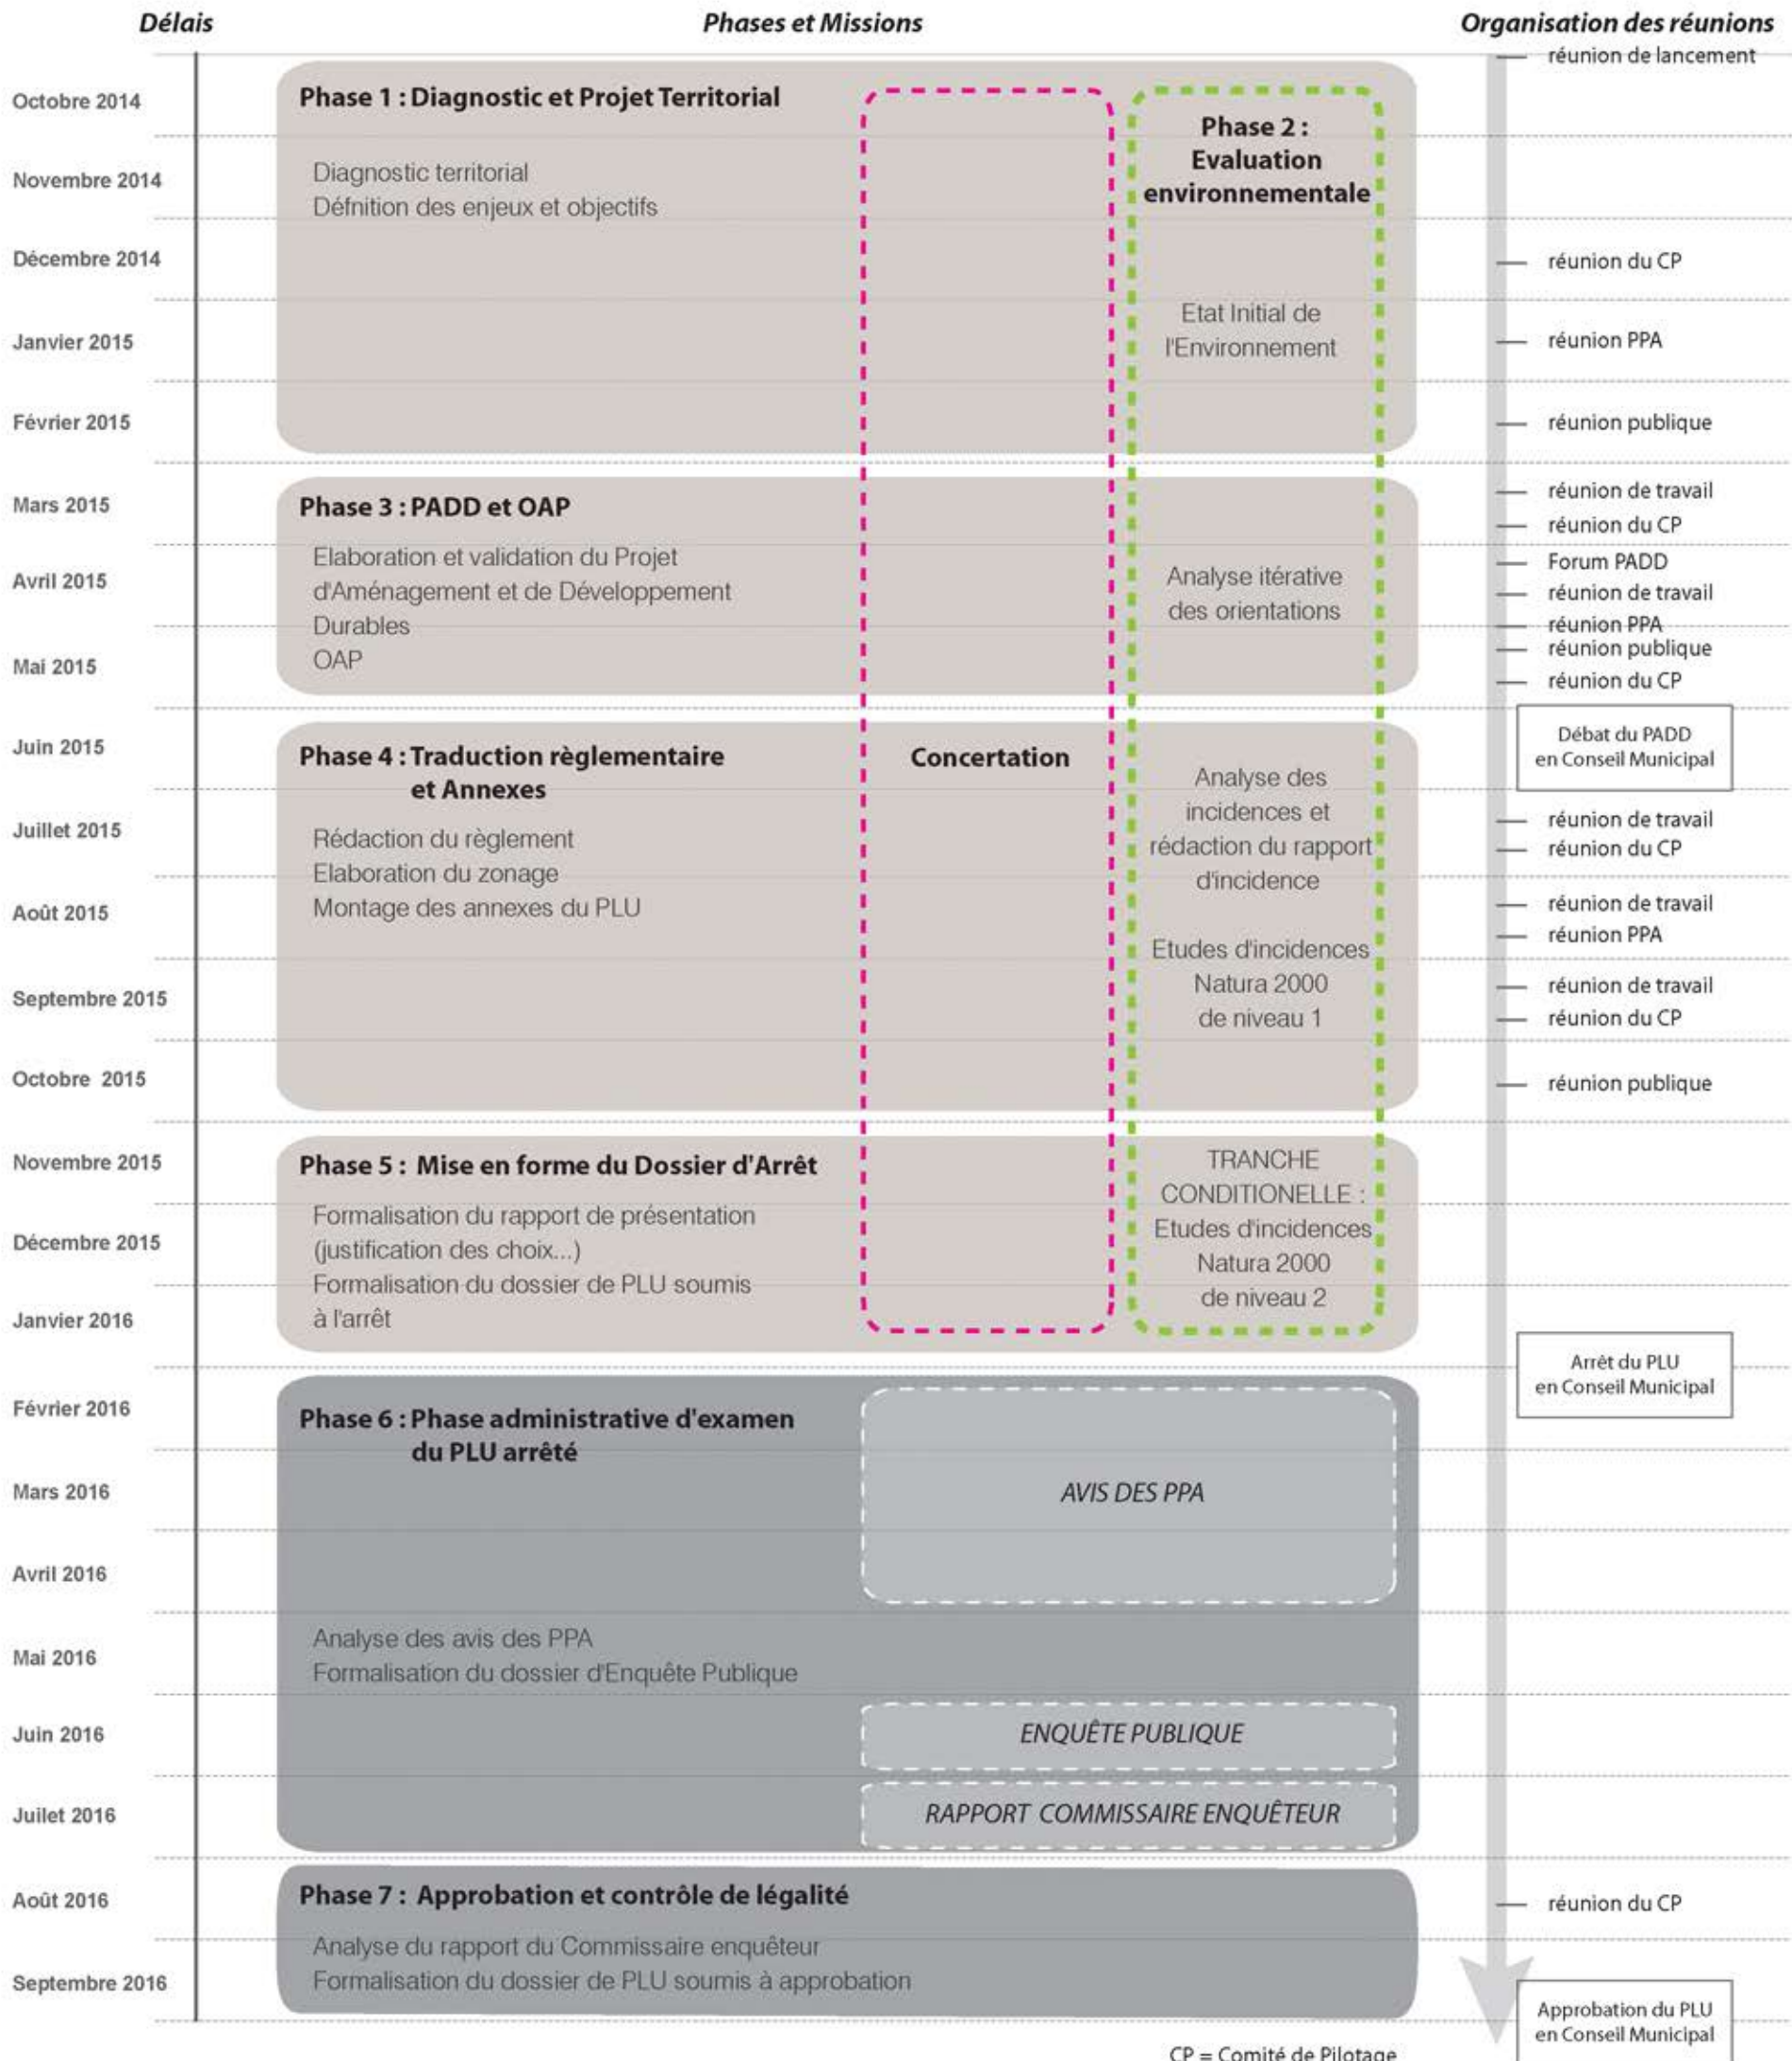 Délais
Phases et Missions
Organisation des réunions
réunion de lancement
Octobre 2014
Phase 1 : Diagnostic et Projet Territorial
Phase 2 :
Evaluation
environnementale
Novembre 2014
Diagnostic territorial
Défnition des enjeux et objectifs
Décembre 2014
réunion du CP
Etat Initial de
l'Environnement
Janvier 2015
réunion PPA
Février 2015
réunion publique
Mars 2015
Phase 3 : PADD et OAP
réunion de travail
réunion du CP
Elaboration et validation du Projet
d'Aménagement et de Développement
Durables
OAP
Avril 2015
Analyse itérative
des orientations
Forum PADD
réunion de travail
réunion PPA
réunion publique
Mai 2015
réunion du CP
Juin 2015
Phase 4 : Traduction règlementaire
et Annexes
Concertation
Débat du PADD
en Conseil Municipal
Analyse des
incidences et
rédaction du rapport
d'incidence
Juillet 2015
Rédaction du règlement
Elaboration du zonage
Montage des annexes du PLU
réunion de travail
réunion du CP
Août 2015
réunion de travail
réunion PPA
Etudes d'incidences
Natura 2000
de niveau 1
Septembre 2015
réunion de travail
réunion du CP
Octobre 2015
réunion publique
Novembre 2015
Phase 5 : Mise en forme du Dossier d'Arrêt
TRANCHE
CONDITIONELLE :
Etudes d'incidences
Natura 2000
de niveau 2
Formalisation du rapport de présentation
(justification des choix...)
Formalisation du dossier de PLU soumis
à l'arrêt
Décembre 2015
Janvier 2016
Arrêt du PLU
en Conseil Municipal
Février 2016
Phase 6 : Phase administrative d'examen
du PLU arrêté
Mars 2016
AVIS DES PPA
Avril 2016
Mai 2016
Analyse des avis des PPA
Formalisation du dossier d'Enquête Publique
Juin 2016
ENQUÊTE PUBLIQUE
Juilet 2016
RAPPORT COMMISSAIRE ENQUÊTEUR
Août 2016
Phase 7 : Approbation et contrôle de légalité
réunion du CP
Analyse du rapport du Commissaire enquêteur
Formalisation du dossier de PLU soumis à approbation
Septembre 2016
Approbation du PLU
en Conseil Municipal
CP = Comité de Pilotage